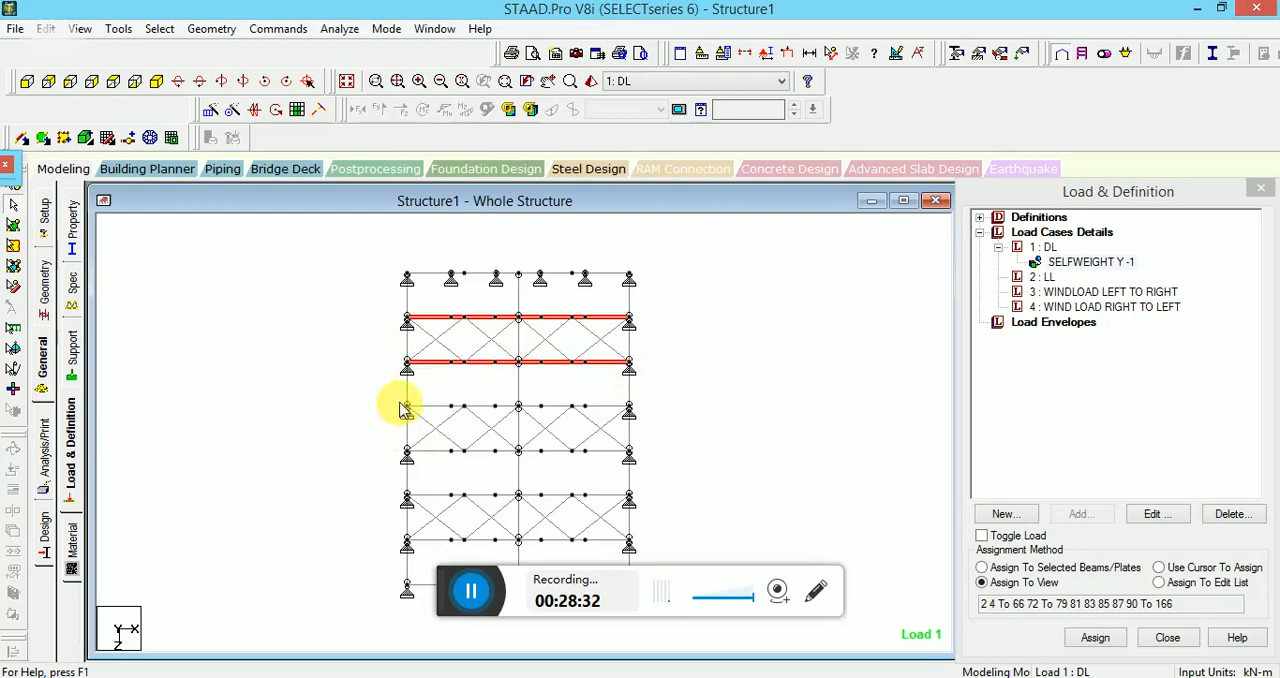 STAAD.Pro V8i (SELECTseries 6) - Structure1
File Edit View Tools Select Geometry Commands Analyze Mode Window Help
1: DL
Modeling Building Planner Piping Bridge Deck Postprocessing Foundation Design Steel Design RAM Connection Concrete Design Advanced Slab Design Earthquake
Setup
Geometry
General
Analysis/Print
Design
Property
Spec
Support
Load & Definition
Material
Structure1 - Whole Structure
Load 1
Recording...
00:28:32
Y X
Z
Load & Definition
Definitions
Load Cases Details
1 : DL
SELFWEIGHT Y -1
2 : LL
3 : WINDLOAD LEFT TO RIGHT
4 : WIND LOAD RIGHT TO LEFT
Load Envelopes
New... Add... Edit ... Delete...
Toggle Load
Assignment Method
Assign To Selected Beams/Plates Use Cursor To Assign
Assign To View Assign To Edit List
2 4 To 66 72 To 79 81 83 85 87 90 To 166
Assign Close Help
For Help, press F1
Modeling Mo Load 1 : DL Input Units: kN-m